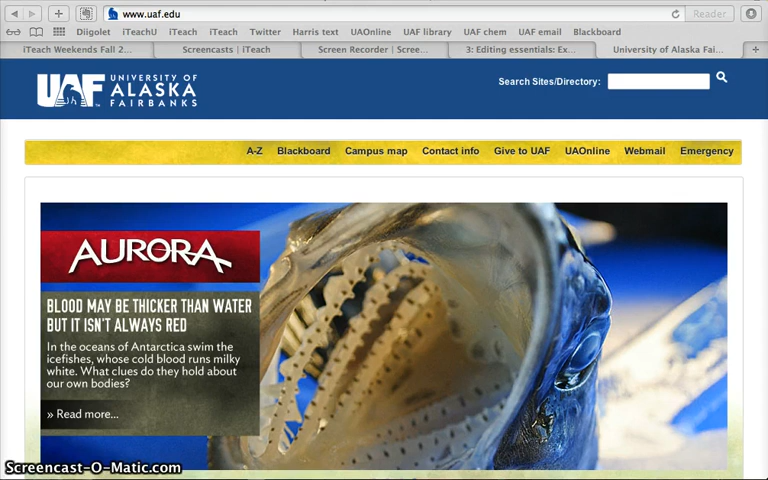 www.uaf.edu
Reader
Diigolet iTeachU iTeach iTeach Twitter Harris text UAOnline UAF library UAF chem UAF email Blackboard
iTeach Weekends Fall 2...
Screencasts | iTeach
Screen Recorder | Scree...
3: Editing essentials: Ex...
University of Alaska Fai...
UAF UNIVERSITY OF
ALASKA
FAIRBANKS
Search Sites/Directory:
A-Z Blackboard Campus map Contact info Give to UAF UAOnline Webmail Emergency
AURORA
BLOOD MAY BE THICKER THAN WATER
BUT IT ISN'T ALWAYS RED
In the oceans of Antarctica swim the
icefishes, whose cold blood runs milky
white. What clues do they hold about
our own bodies?
» Read more...
Screencast-O-Matic.com